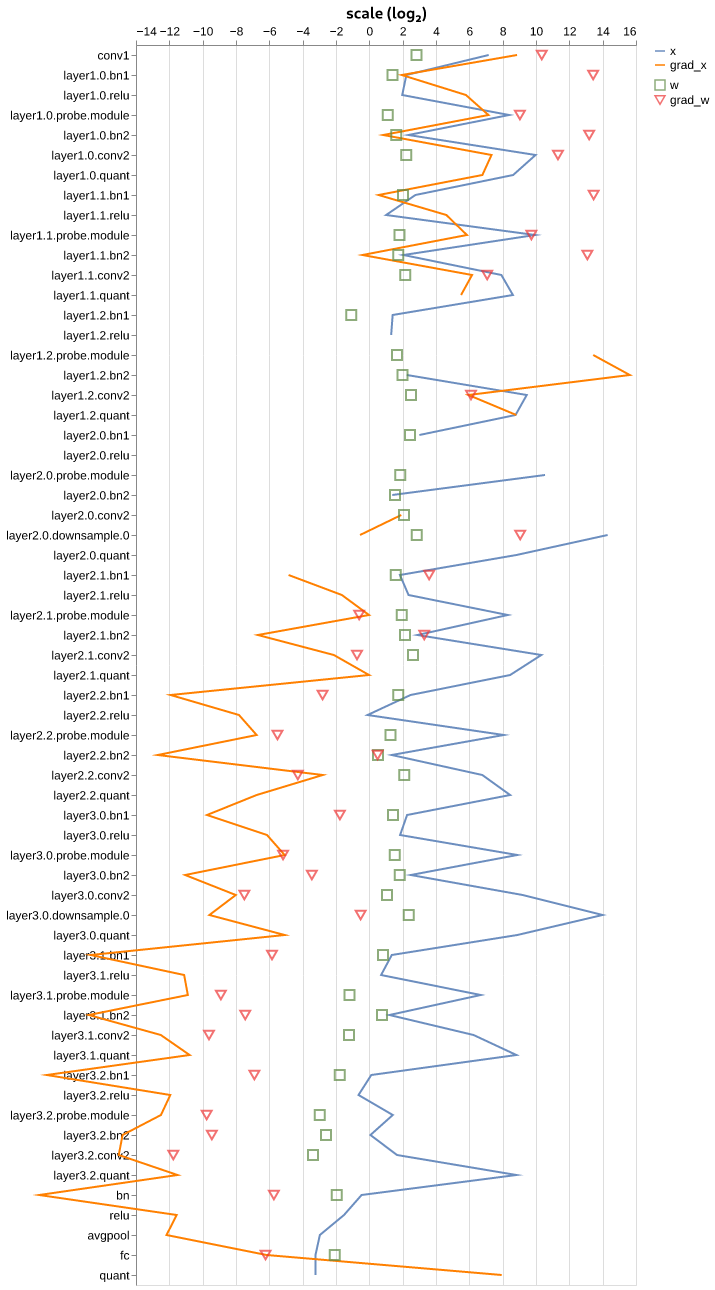 scale (log₂)
−14 −12 −10 −8 −6 −4 −2 0 2 4 6 8 10 12 14 16
x
grad_x
w
grad_w
conv1
layer1.0.bn1
layer1.0.relu
layer1.0.probe.module
layer1.0.bn2
layer1.0.conv2
layer1.0.quant
layer1.1.bn1
layer1.1.relu
layer1.1.probe.module
layer1.1.bn2
layer1.1.conv2
layer1.1.quant
layer1.2.bn1
layer1.2.relu
layer1.2.probe.module
layer1.2.bn2
layer1.2.conv2
layer1.2.quant
layer2.0.bn1
layer2.0.relu
layer2.0.probe.module
layer2.0.bn2
layer2.0.conv2
layer2.0.downsample.0
layer2.0.quant
layer2.1.bn1
layer2.1.relu
layer2.1.probe.module
layer2.1.bn2
layer2.1.conv2
layer2.1.quant
layer2.2.bn1
layer2.2.relu
layer2.2.probe.module
layer2.2.bn2
layer2.2.conv2
layer2.2.quant
layer3.0.bn1
layer3.0.relu
layer3.0.probe.module
layer3.0.bn2
layer3.0.conv2
layer3.0.downsample.0
layer3.0.quant
layer3.1.bn1
layer3.1.relu
layer3.1.probe.module
layer3.1.bn2
layer3.1.conv2
layer3.1.quant
layer3.2.bn1
layer3.2.relu
layer3.2.probe.module
layer3.2.bn2
layer3.2.conv2
layer3.2.quant
bn
relu
avgpool
fc
quant